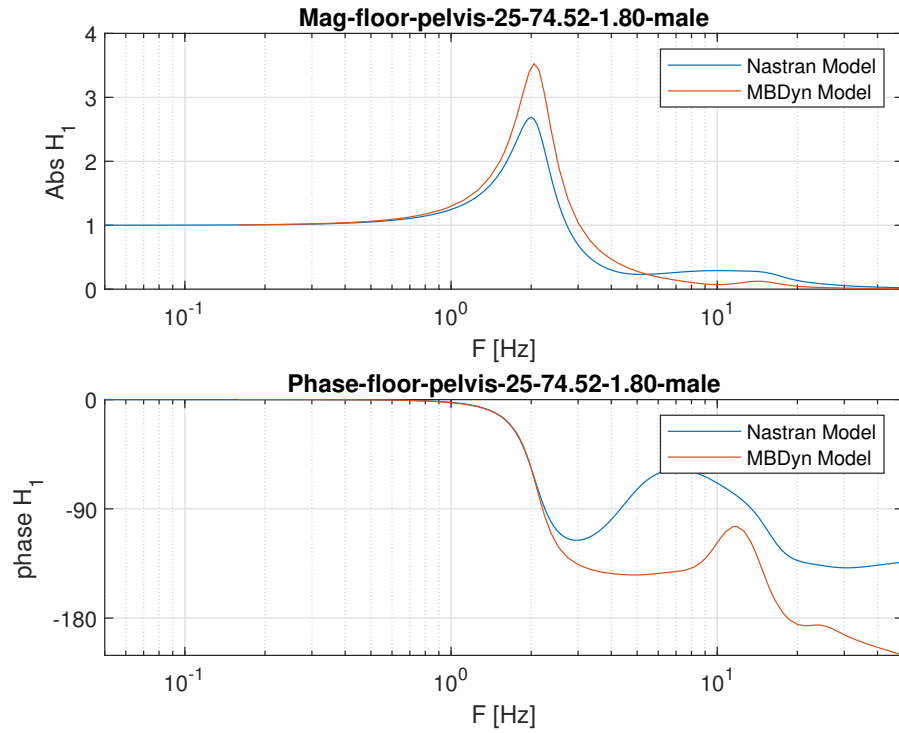 Mag-floor-pelvis-25-74.52-1.80-male
4
3
2
1
0
Abs H_1
Nastran Model
MBDyn Model
10^-1
10^0
10^1
F [Hz]
Phase-floor-pelvis-25-74.52-1.80-male
0
-90
-180
phase H_1
Nastran Model
MBDyn Model
10^-1
10^0
10^1
F [Hz]